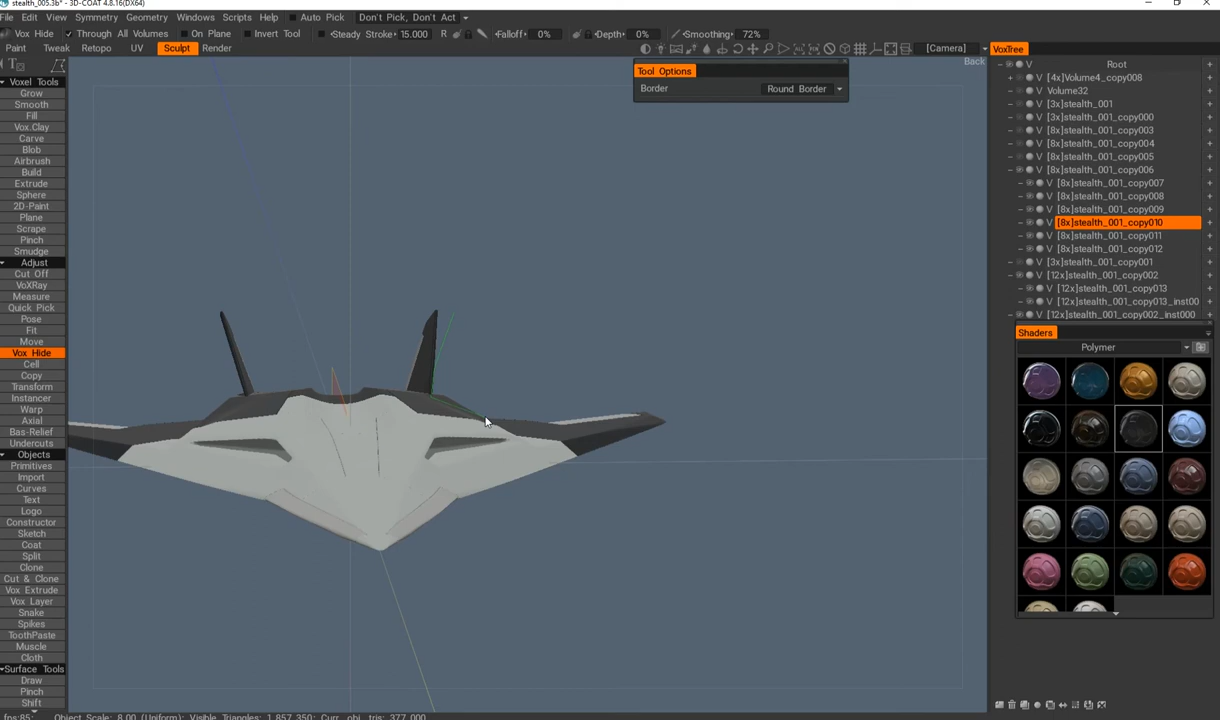 stealth_005.3b* - 3D-COAT 4.8.16(DX64)
File Edit View Symmetry Geometry Windows Scripts Help Auto Pick Don't Pick, Don't Act
Vox Hide Through All Volumes On Plane Invert Tool Steady Stroke 15.000 R Falloff 0% Depth 0% Smoothing 72%
Paint Tweak Retopo UV Sculpt Render [Camera] VoxTree
Back
Tool Options
Border Round Border
Voxel Tools
Grow
Smooth
Fill
Vox.Clay
Carve
Blob
Airbrush
Build
Extrude
Sphere
2D-Paint
Plane
Scrape
Pinch
Smudge
Adjust
Cut Off
VoXRay
Measure
Quick Pick
Pose
Fit
Move
Vox Hide
Cell
Copy
Transform
Instancer
Warp
Axial
Bas-Relief
Undercuts
Objects
Primitives
Import
Curves
Text
Logo
Constructor
Sketch
Coat
Split
Clone
Cut & Clone
Vox Extrude
Vox Layer
Snake
Spikes
ToothPaste
Muscle
Cloth
Surface Tools
Draw
Pinch
Shift
V Root
V [4x]Volume4_copy008
V Volume32
V [3x]stealth_001
V [3x]stealth_001_copy000
V [8x]stealth_001_copy003
V [8x]stealth_001_copy004
V [8x]stealth_001_copy005
V [8x]stealth_001_copy006
V [8x]stealth_001_copy007
V [8x]stealth_001_copy008
V [8x]stealth_001_copy009
V [8x]stealth_001_copy010
V [8x]stealth_001_copy011
V [8x]stealth_001_copy012
V [3x]stealth_001_copy001
V [12x]stealth_001_copy002
V [12x]stealth_001_copy013
V [12x]stealth_001_copy013_inst00
V [12x]stealth_001_copy002_inst000
Shaders
Polymer
fps:85; Object Scale: 8.00 (Uniform); Visible Triangles: 1,857,350; Curr. obj. tris: 377,000